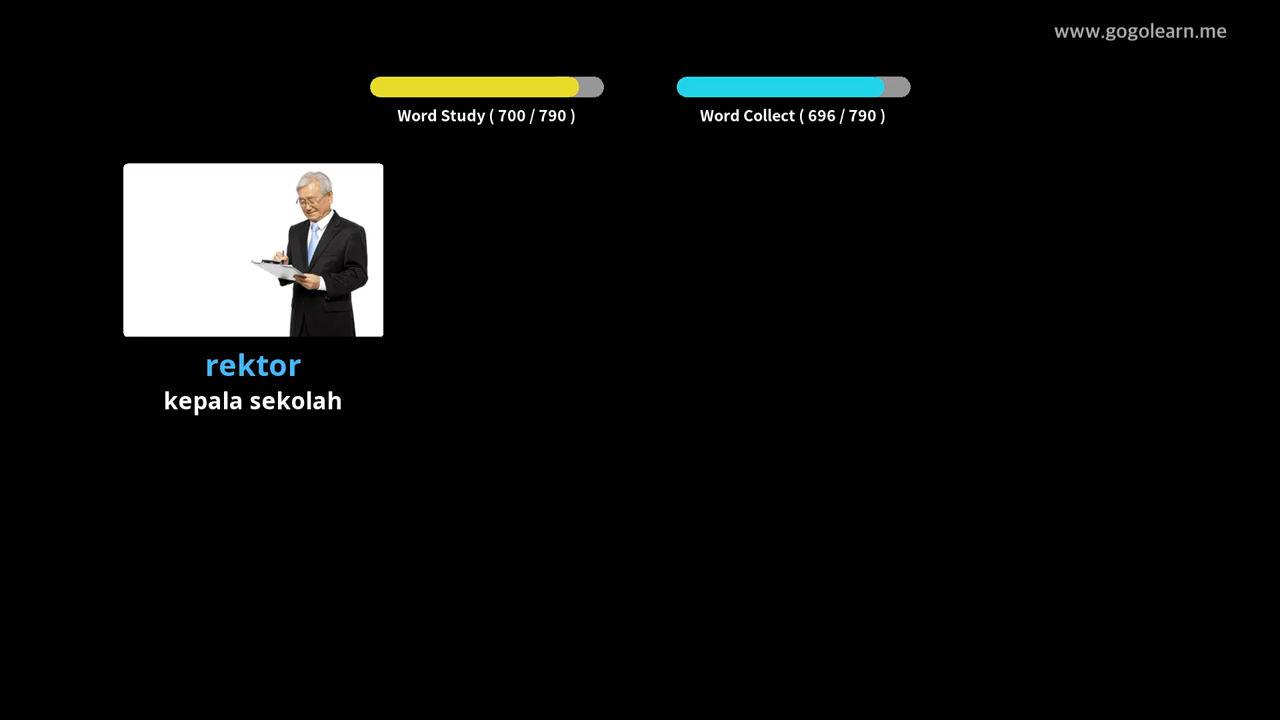 www.gogolearn.me
Word Study ( 700 / 790 )
Word Collect ( 696 / 790 )
rektor
kepala sekolah